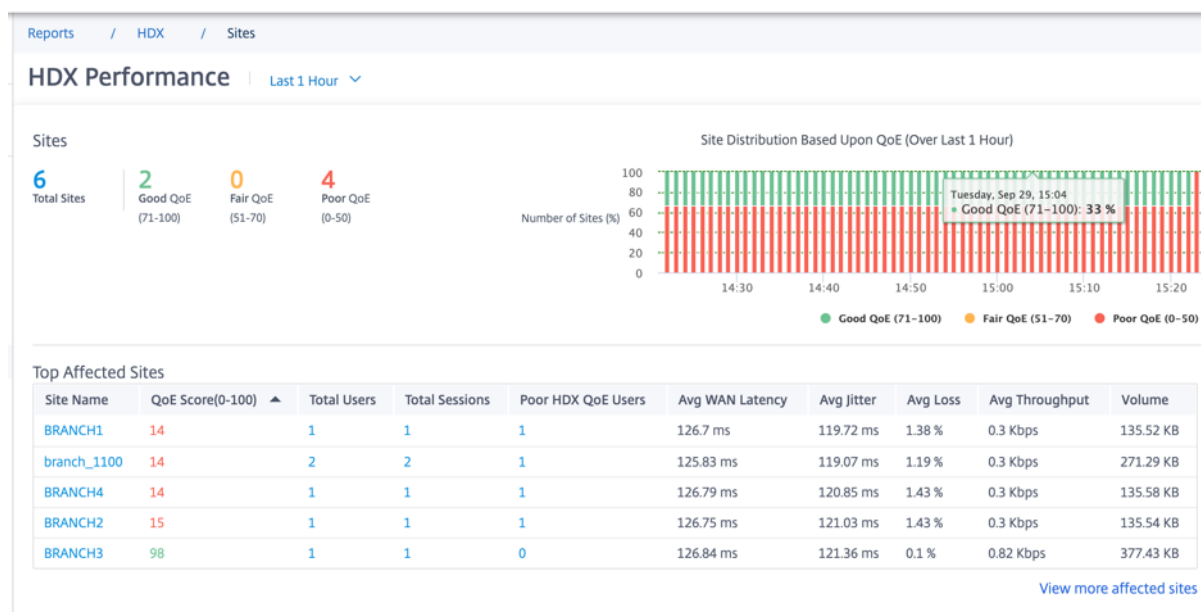 Reports / HDX / Sites
HDX Performance Last 1 Hour
Sites
6
Total Sites
2
Good QoE
(71-100)
0
Fair QoE
(51-70)
4
Poor QoE
(0-50)
Site Distribution Based Upon QoE (Over Last 1 Hour)
Number of Sites (%)
100
80
60
40
20
0
Tuesday, Sep 29, 15:04
Good QoE (71-100): 33 %
14:30 14:40 14:50 15:00 15:10 15:20
Good QoE (71-100) Fair QoE (51-70) Poor QoE (0-50)
Top Affected Sites
Site Name QoE Score(0-100) Total Users Total Sessions Poor HDX QoE Users Avg WAN Latency Avg Jitter Avg Loss Avg Throughput Volume
BRANCH1 14 1 1 1 126.7 ms 119.72 ms 1.38 % 0.3 Kbps 135.52 KB
branch_1100 14 2 2 1 125.83 ms 119.07 ms 1.19 % 0.3 Kbps 271.29 KB
BRANCH4 14 1 1 1 126.79 ms 120.85 ms 1.43 % 0.3 Kbps 135.58 KB
BRANCH2 15 1 1 1 126.75 ms 121.03 ms 1.43 % 0.3 Kbps 135.54 KB
BRANCH3 98 1 1 0 126.84 ms 121.36 ms 0.1 % 0.82 Kbps 377.43 KB
View more affected sites